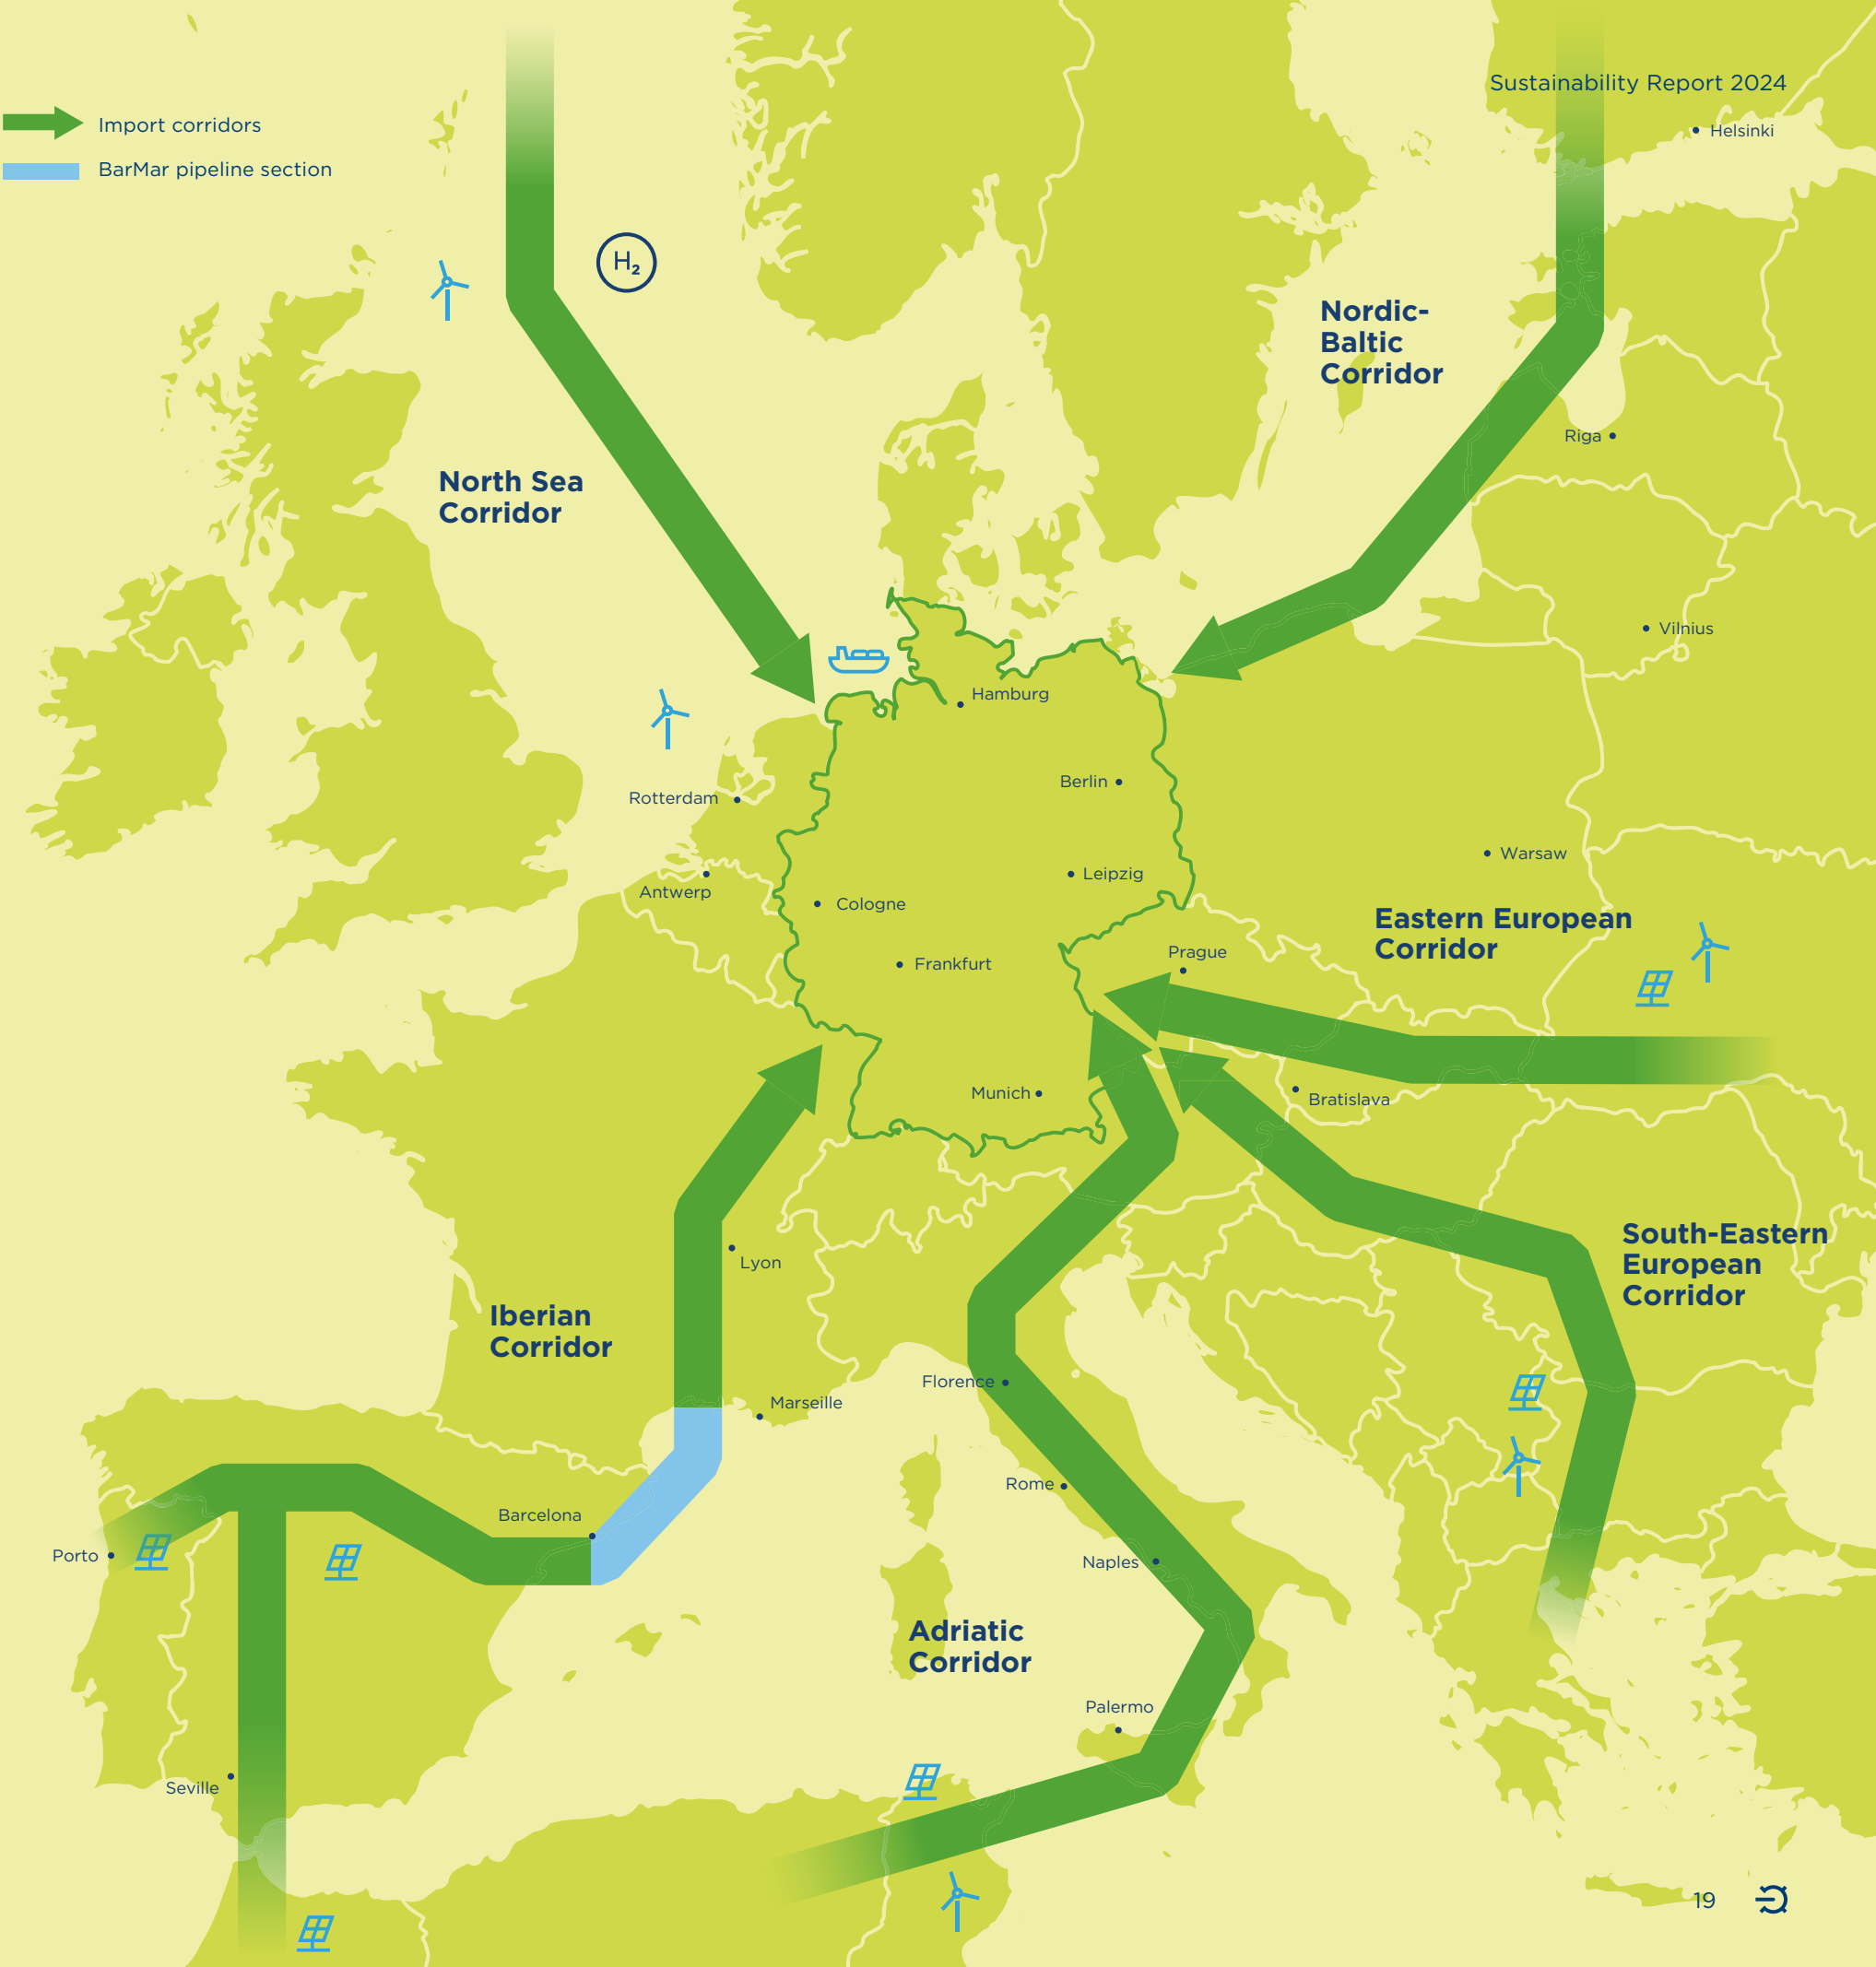 Sustainability Report 2024
Import corridors
BarMar pipeline section
Helsinki
H₂
Nordic-
Baltic
Corridor
Riga
North Sea
Corridor
Vilnius
Hamburg
Berlin
Rotterdam
Warsaw
Leipzig
Antwerp
Cologne
Eastern European
Corridor
Prague
Frankfurt
Munich
Bratislava
South-Eastern
European
Corridor
Lyon
Iberian
Corridor
Florence
Marseille
Rome
Barcelona
Porto
Naples
Adriatic
Corridor
Palermo
Seville
19